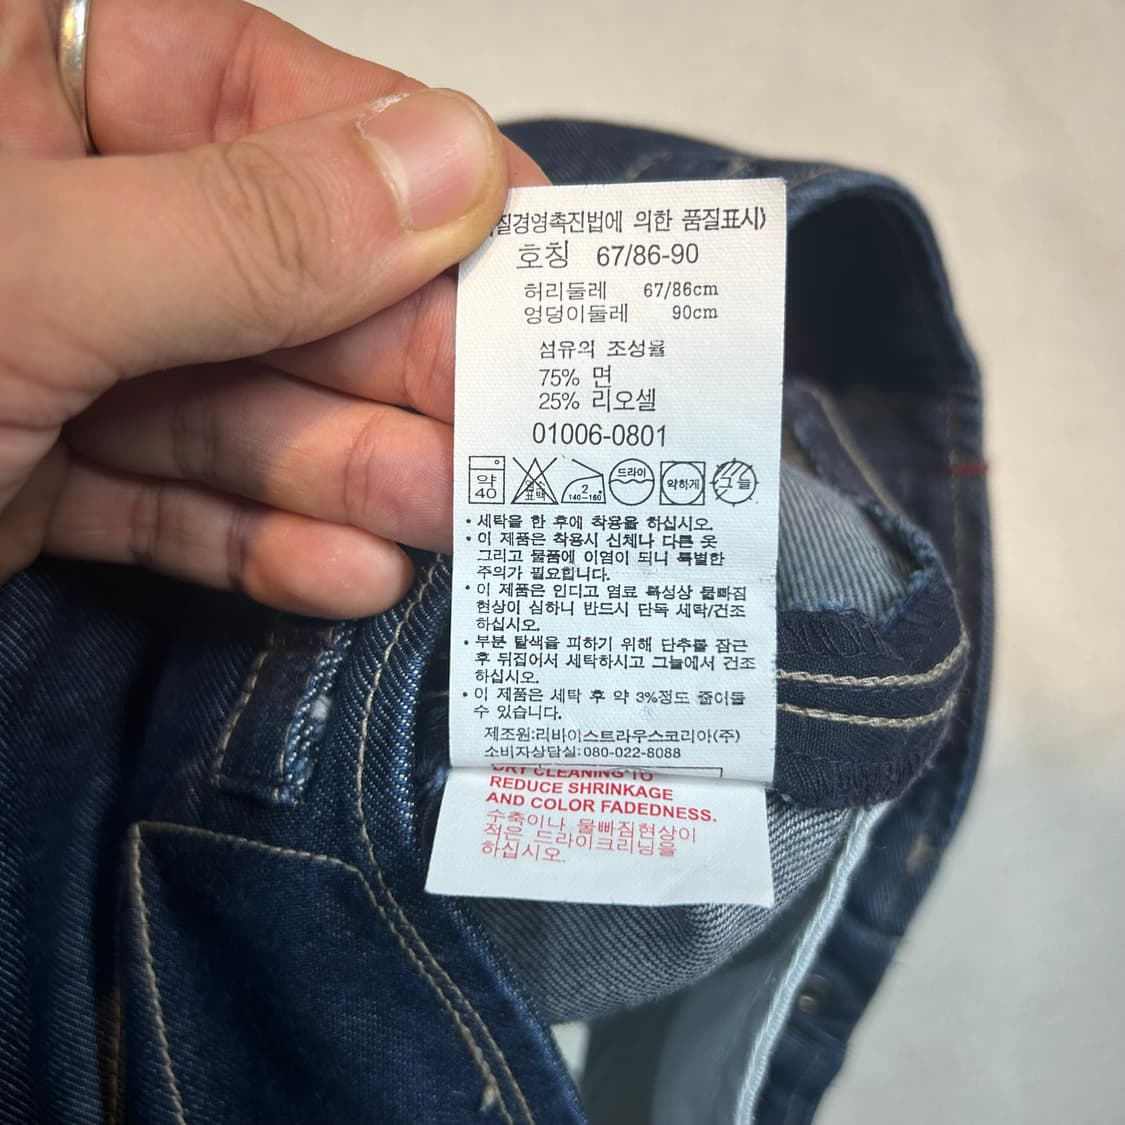 질경영촉진법에 의한 품질표시)
호칭 67/86-90
허리둘레 67/86cm
엉덩이둘레 90cm
섬유의 조성율
75% 면
25% 리오셀
01006-0801
약 40
염소 표백
2 140~160
드라이
약하게
그늘
• 세탁을 한 후에 착용을 하십시오.
• 이 제품은 착용시 신체나 다른 옷
그리고 물품에 이염이 되니 특별한
주의가 필요합니다.
• 이 제품은 인디고 염료 특성상 물빠짐
현상이 심하니 반드시 단독 세탁/건조
하십시오.
• 부분 탈색을 피하기 위해 단추를 잠근
후 뒤집어서 세탁하시고 그늘에서 건조
하십시오.
• 이 제품은 세탁 후 약 3%정도 줄어들
수 있습니다.
제조원:리바이스트라우스코리아(주)
소비자상담실:080-022-8088
DRY CLEANING TO
REDUCE SHRINKAGE
AND COLOR FADEDNESS.
수축이나, 물빠짐현상이
적은 드라이크리닝을
하십시오.